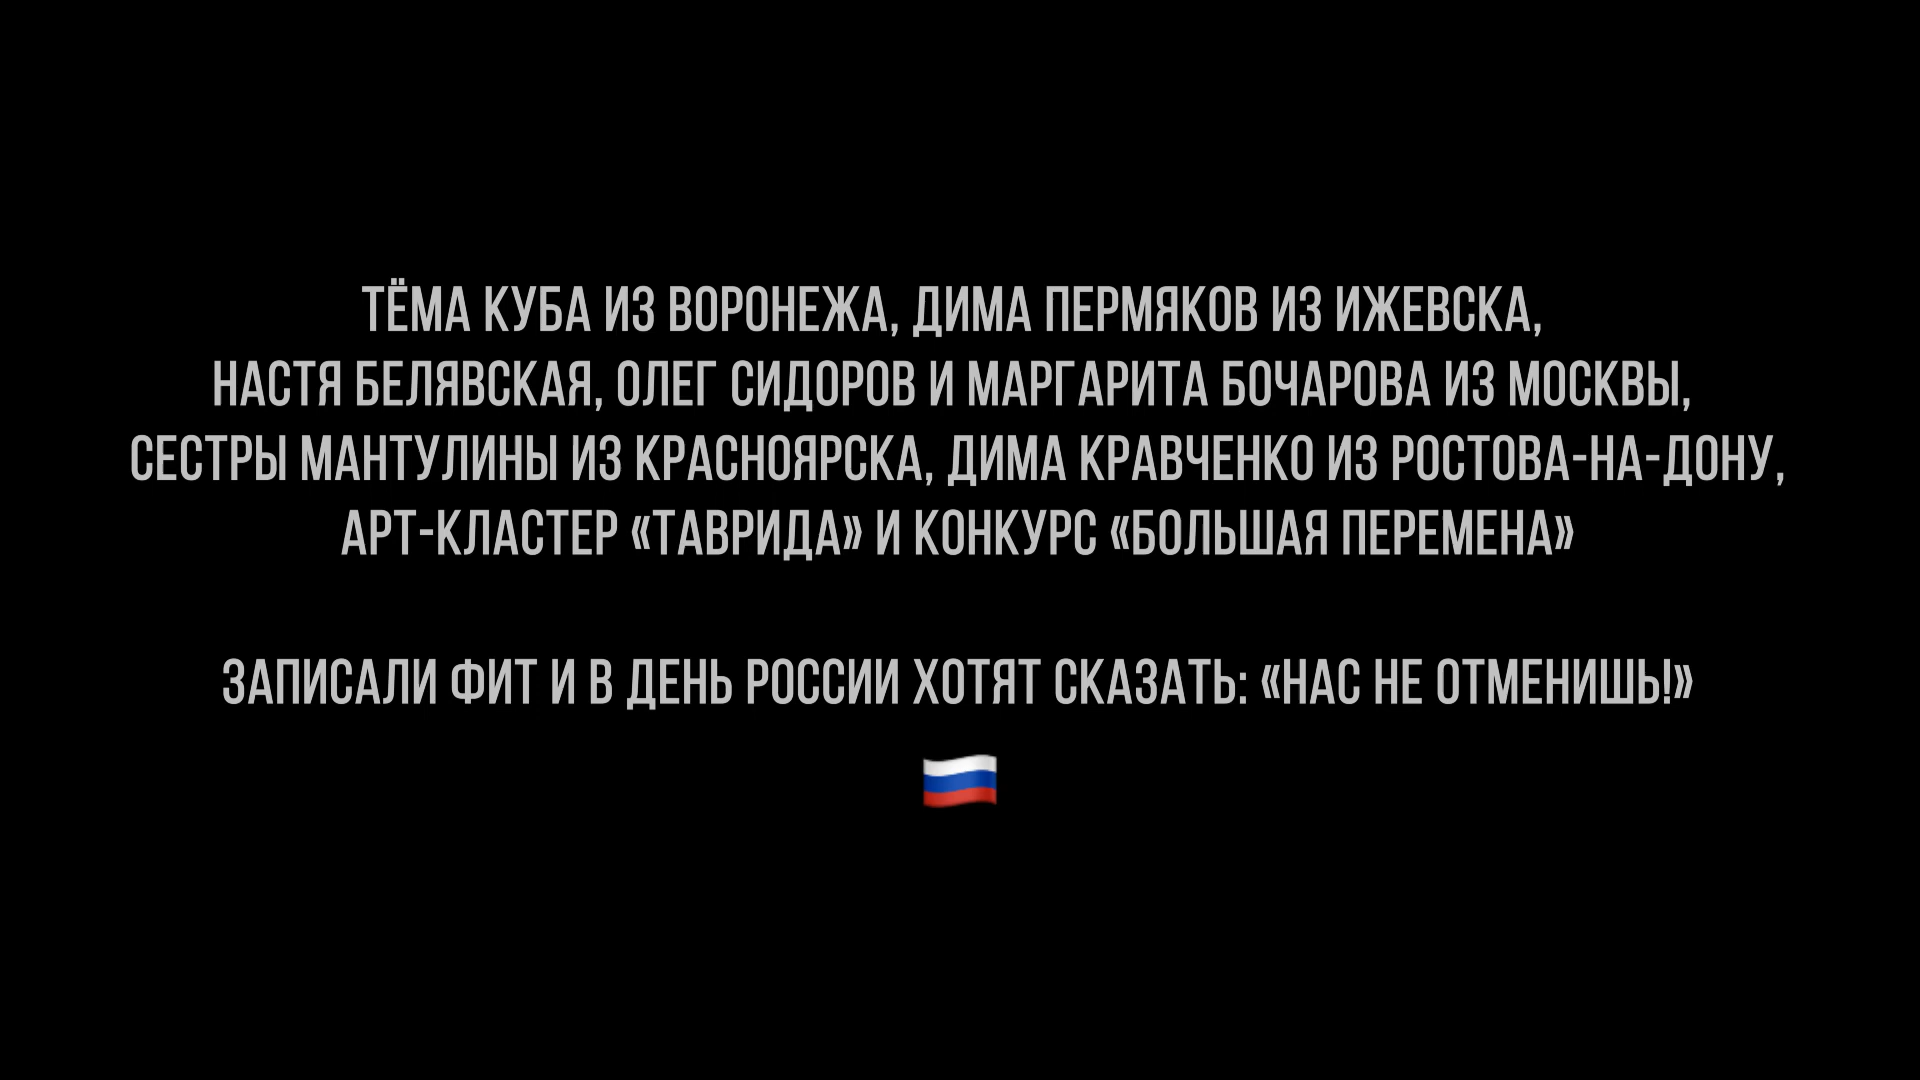 ТЁМА КУБА ИЗ ВОРОНЕЖА, ДИМА ПЕРМЯКОВ ИЗ ИЖЕВСКА,
НАСТЯ БЕЛЯВСКАЯ, ОЛЕГ СИДОРОВ И МАРГАРИТА БОЧАРОВА ИЗ МОСКВЫ,
СЕСТРЫ МАНТУЛИНЫ ИЗ КРАСНОЯРСКА, ДИМА КРАВЧЕНКО ИЗ РОСТОВА-НА-ДОНУ,
АРТ-КЛАСТЕР «ТАВРИДА» И КОНКУРС «БОЛЬШАЯ ПЕРЕМЕНА»
ЗАПИСАЛИ ФИТ И В ДЕНЬ РОССИИ ХОТЯТ СКАЗАТЬ: «НАС НЕ ОТМЕНИШЬ!»